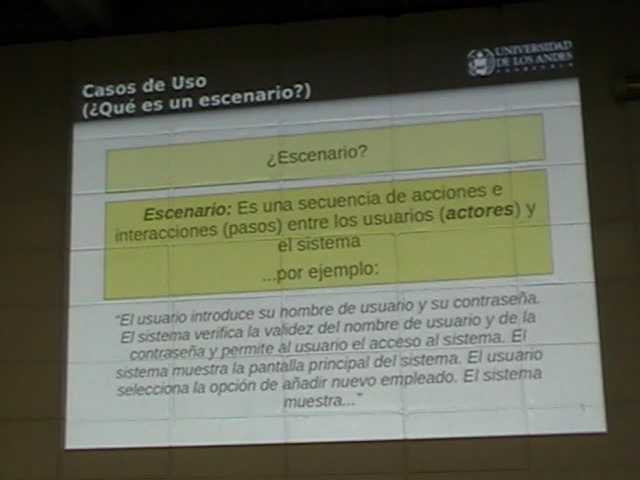 Casos de Uso
(¿Qué es un escenario?)
UNIVERSIDAD
DE LOS ANDES
VENEZUELA
¿Escenario?
Escenario: Es una secuencia de acciones e
interacciones (pasos) entre los usuarios (actores) y
el sistema
...por ejemplo:
"El usuario introduce su nombre de usuario y su contraseña.
El sistema verifica la validez del nombre de usuario y de la
contraseña y permite al usuario el acceso al sistema. El
sistema muestra la pantalla principal del sistema. El usuario
selecciona la opción de añadir nuevo empleado. El sistema
muestra..."